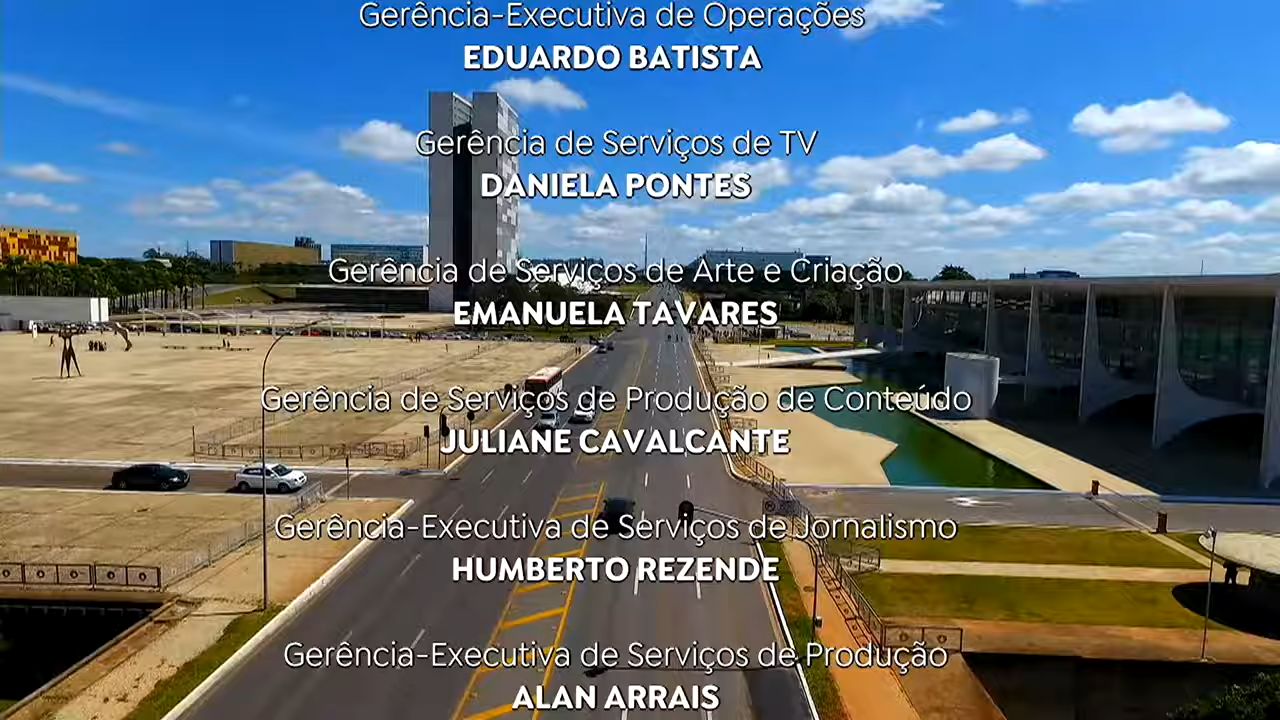 Gerência-Executiva de Operações
EDUARDO BATISTA
Gerência de Serviços de TV
DANIELA PONTES
Gerência de Serviços de Arte e Criação
EMANUELA TAVARES
Gerência de Serviços de Produção de Conteúdo
JULIANE CAVALCANTE
Gerência-Executiva de Serviços de Jornalismo
HUMBERTO REZENDE
Gerência-Executiva de Serviços de Produção
ALAN ARRAIS